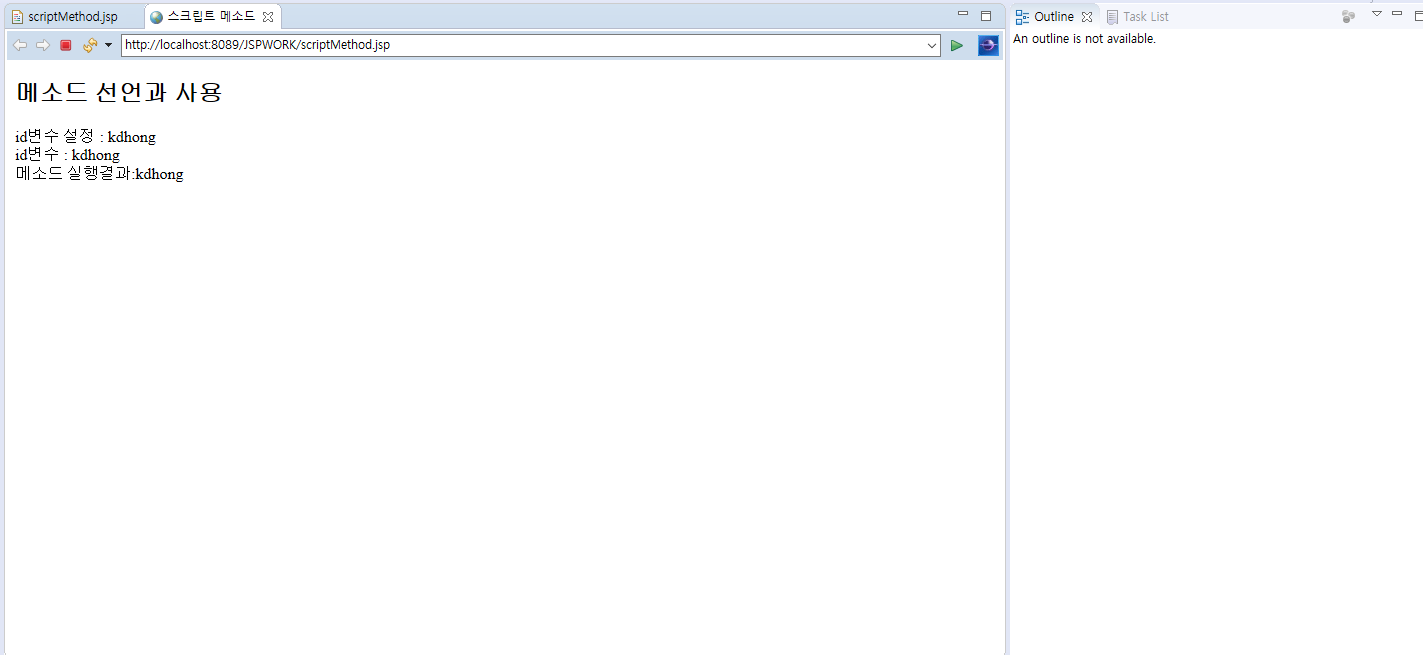 scriptMethod.jsp
스크립트 메소드
Outline
Task List
http://localhost:8089/JSPWORK/scriptMethod.jsp
An outline is not available.
메소드 선언과 사용
id변수 설정 : kdhong
id변수 : kdhong
메소드 실행결과:kdhong